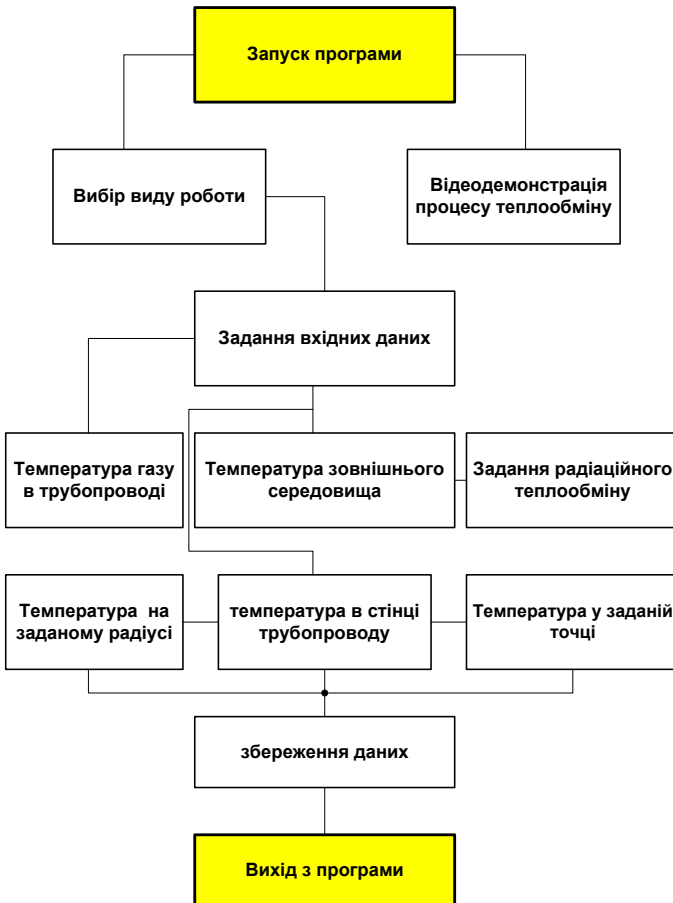 Запуск програми
Вибір виду роботи
Відеодемонстрація
процесу теплообміну
Задання вхідних даних
Температура газу
в трубопроводі
Температура зовнішнього
середовища
Задання радіаційного
теплообміну
Температура на
заданому радіусі
температура в стінці
трубопроводу
Температура у заданій
точці
збереження даних
Вихід з програми